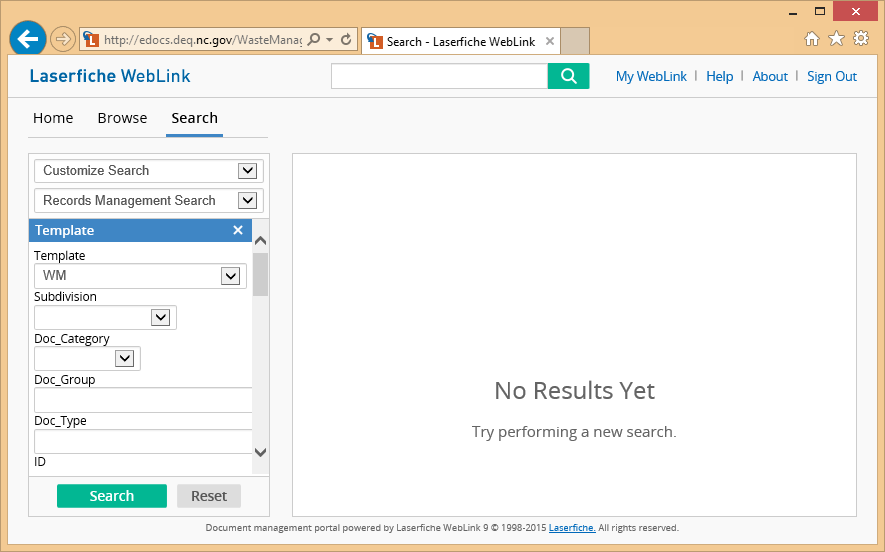 http://edocs.deq.nc.gov/WasteManag
Search - Laserfiche WebLink
Laserfiche WebLink
My WebLink | Help | About | Sign Out
Home Browse Search
Customize Search
Records Management Search
Template
Template
WM
Subdivision
Doc_Category
Doc_Group
Doc_Type
ID
Search Reset
No Results Yet
Try performing a new search.
Document management portal powered by Laserfiche WebLink 9 © 1998-2015 Laserfiche. All rights reserved.